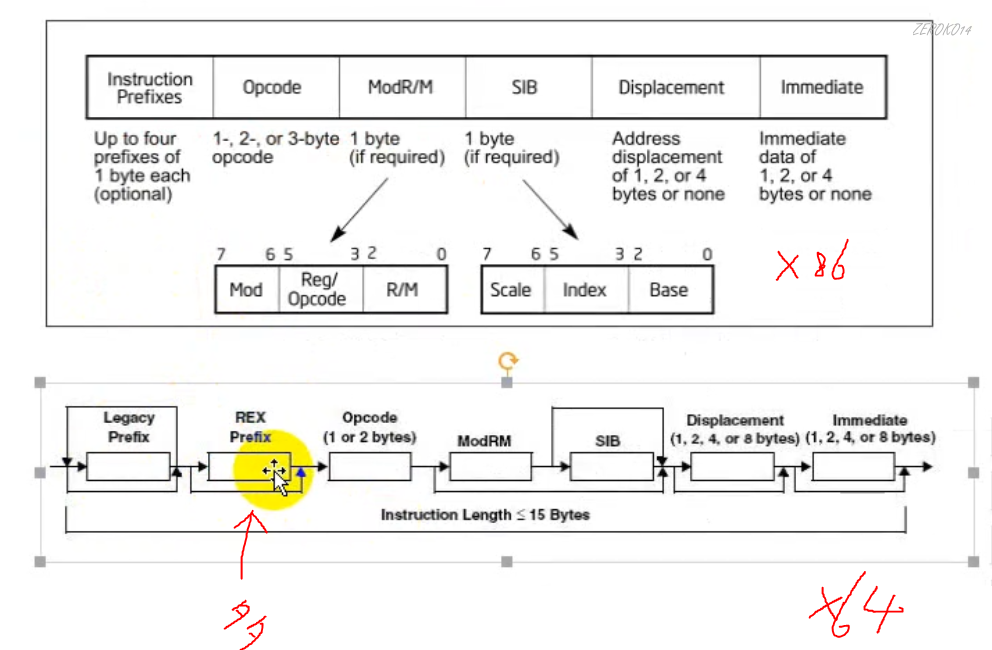 ZEROKO14
Instruction Prefixes
Opcode
ModR/M
SIB
Displacement
Immediate
Up to four
prefixes of
1 byte each
(optional)
1-, 2-, or 3-byte
opcode
1 byte
(if required)
1 byte
(if required)
Address
displacement
of 1, 2, or 4
bytes or none
Immediate
data of
1, 2, or 4
bytes or none
7 6 5 3 2 0
Mod
Reg/
Opcode
R/M
7 6 5 3 2 0
Scale
Index
Base
X86
Legacy
Prefix
REX
Prefix
Opcode
(1 or 2 bytes)
ModRM
SIB
Displacement
(1, 2, 4, or 8 bytes)
Immediate
(1, 2, 4, or 8 bytes)
Instruction Length ≤ 15 Bytes
多
X64